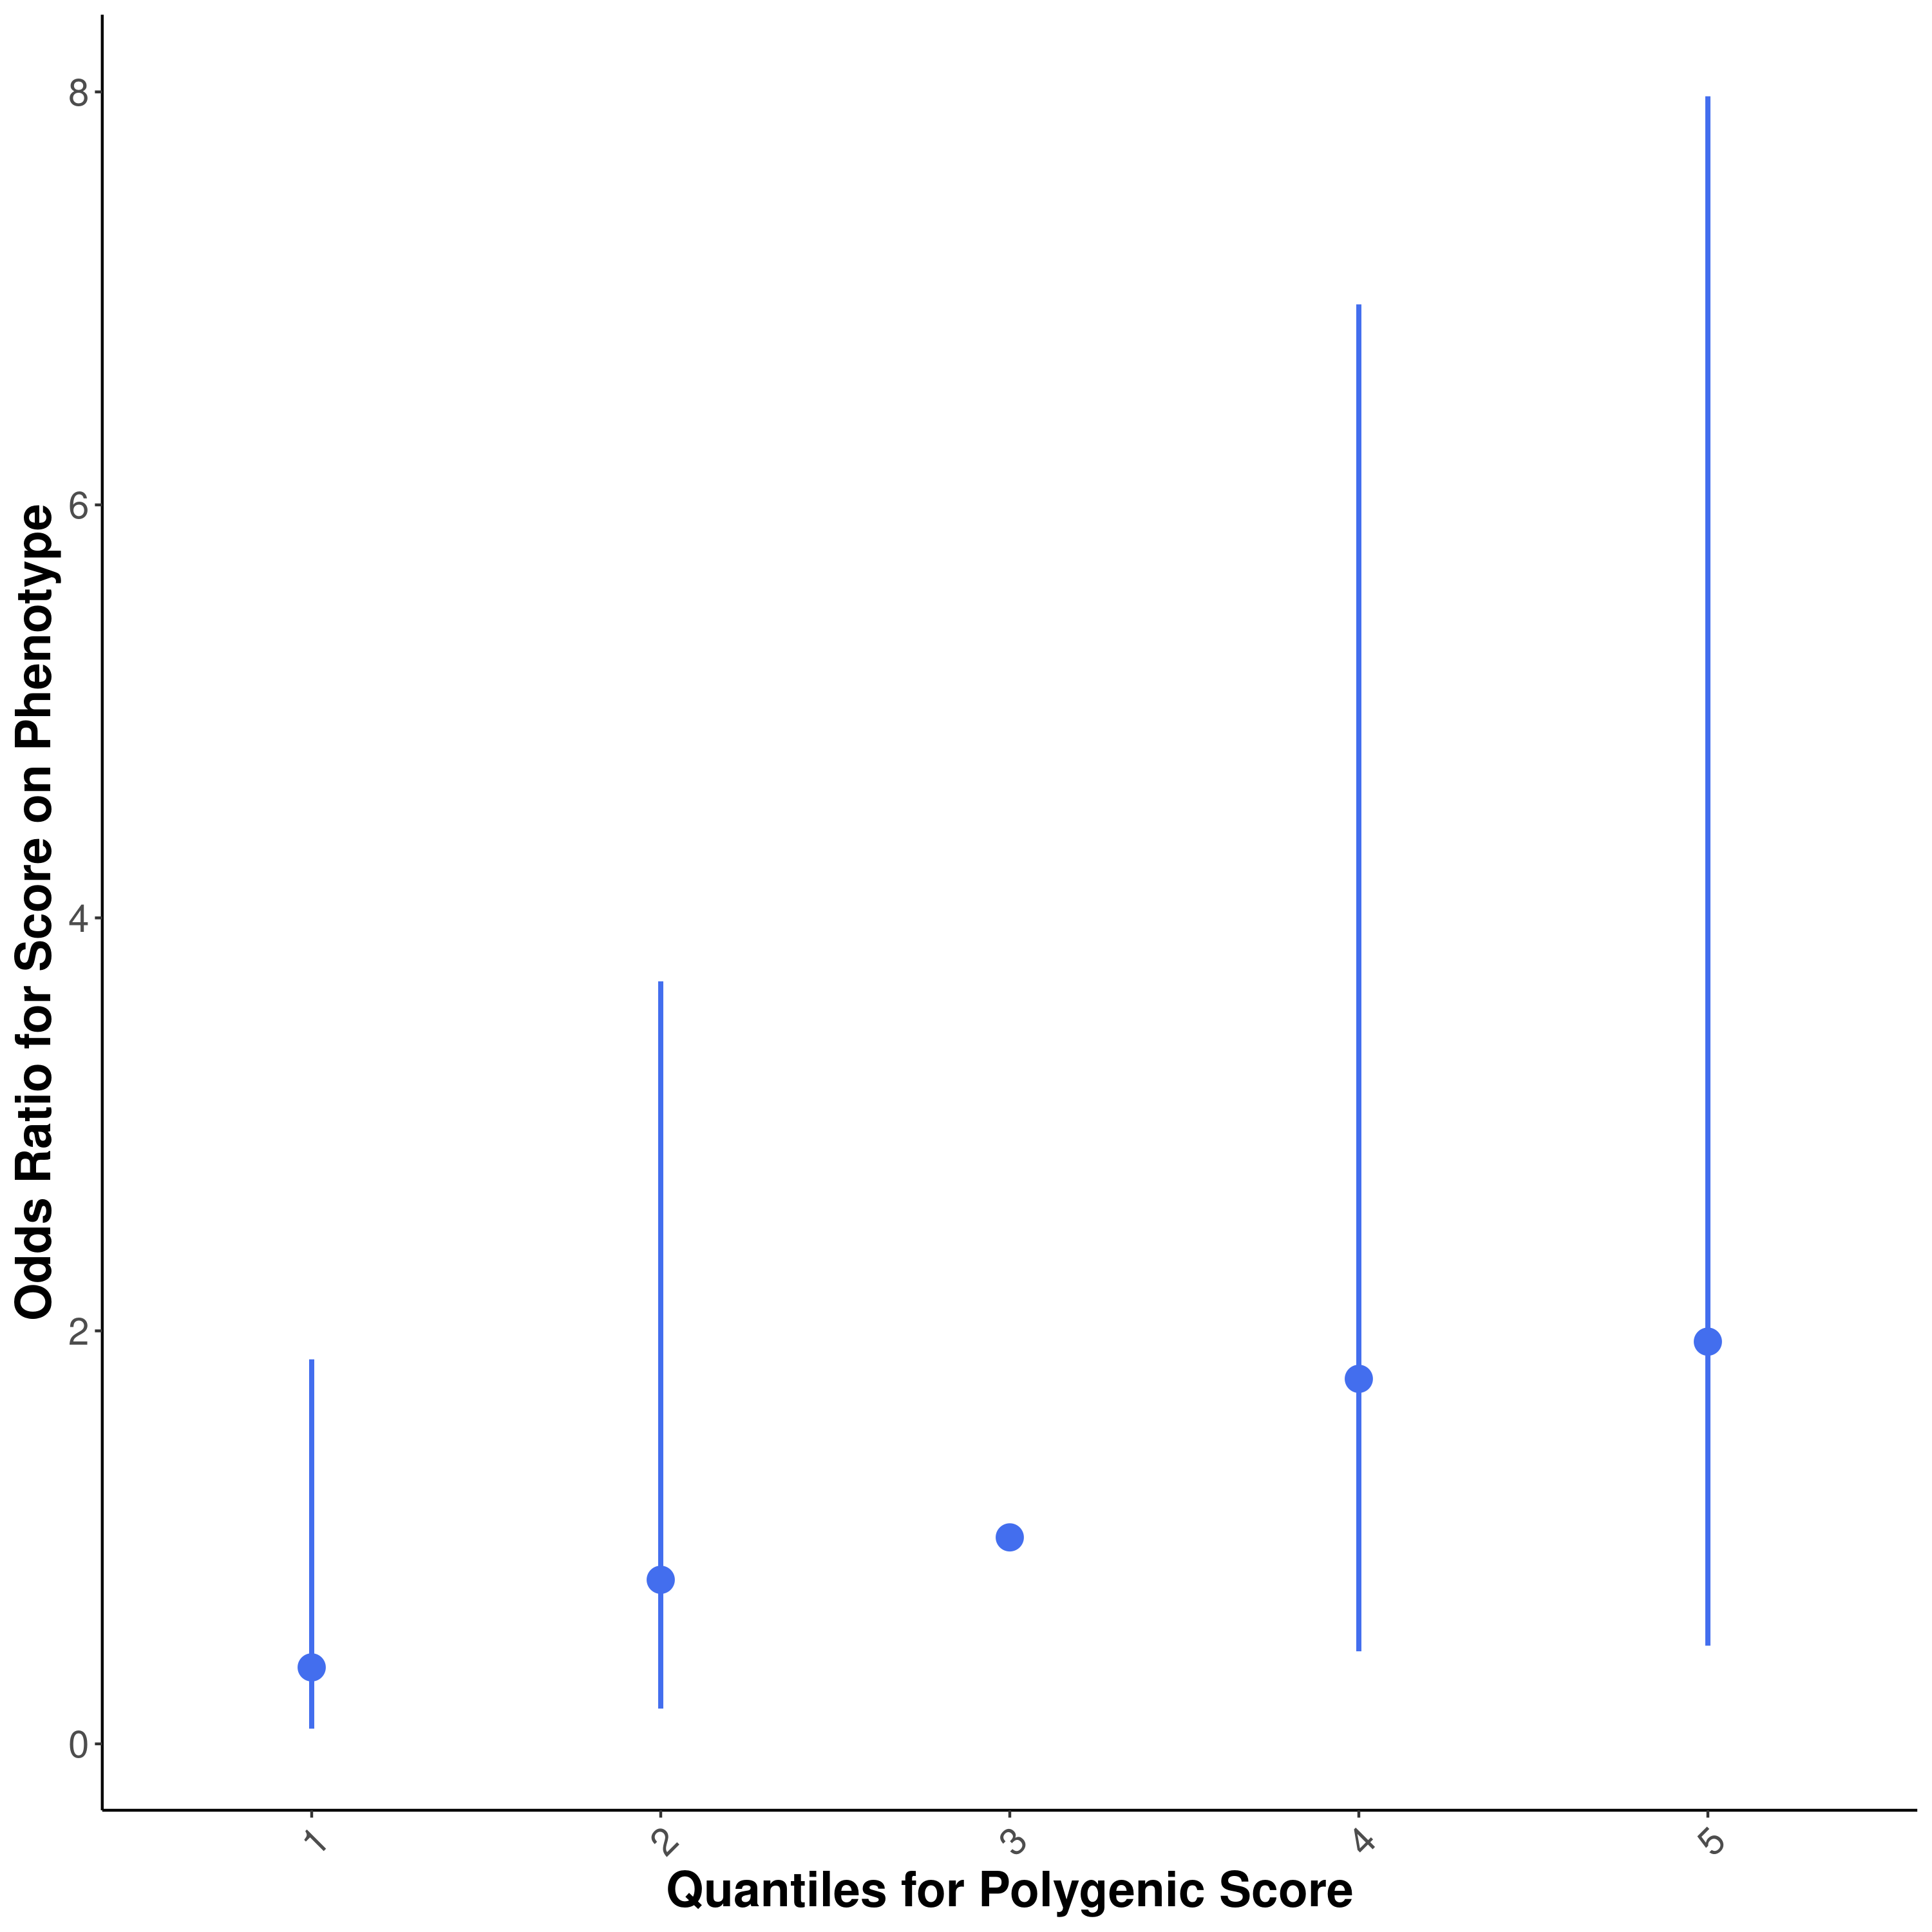 Odds Ratio for Score on Phenotype
8
6
4
2
0
1 2 3 4 5
Quantiles for Polygenic Score